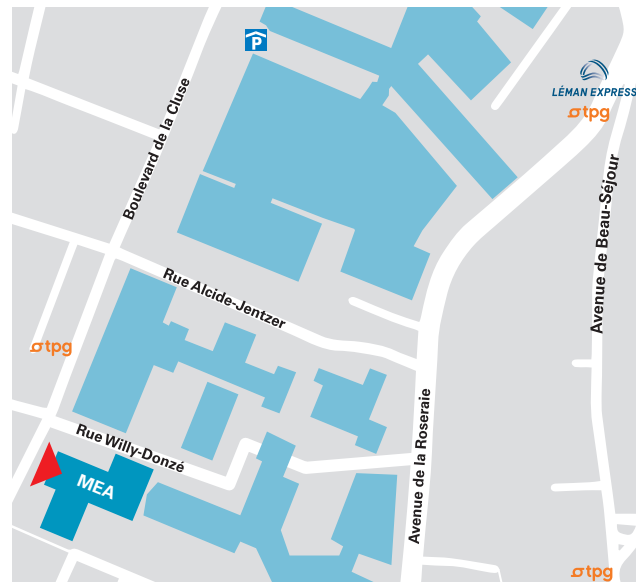 P
LÉMAN EXPRESS
tpg
Boulevard de la Cluse
Avenue de Beau-Séjour
Rue Alcide-Jentzer
tpg
Avenue de la Roseraie
Rue Willy-Donzé
MEA
tpg